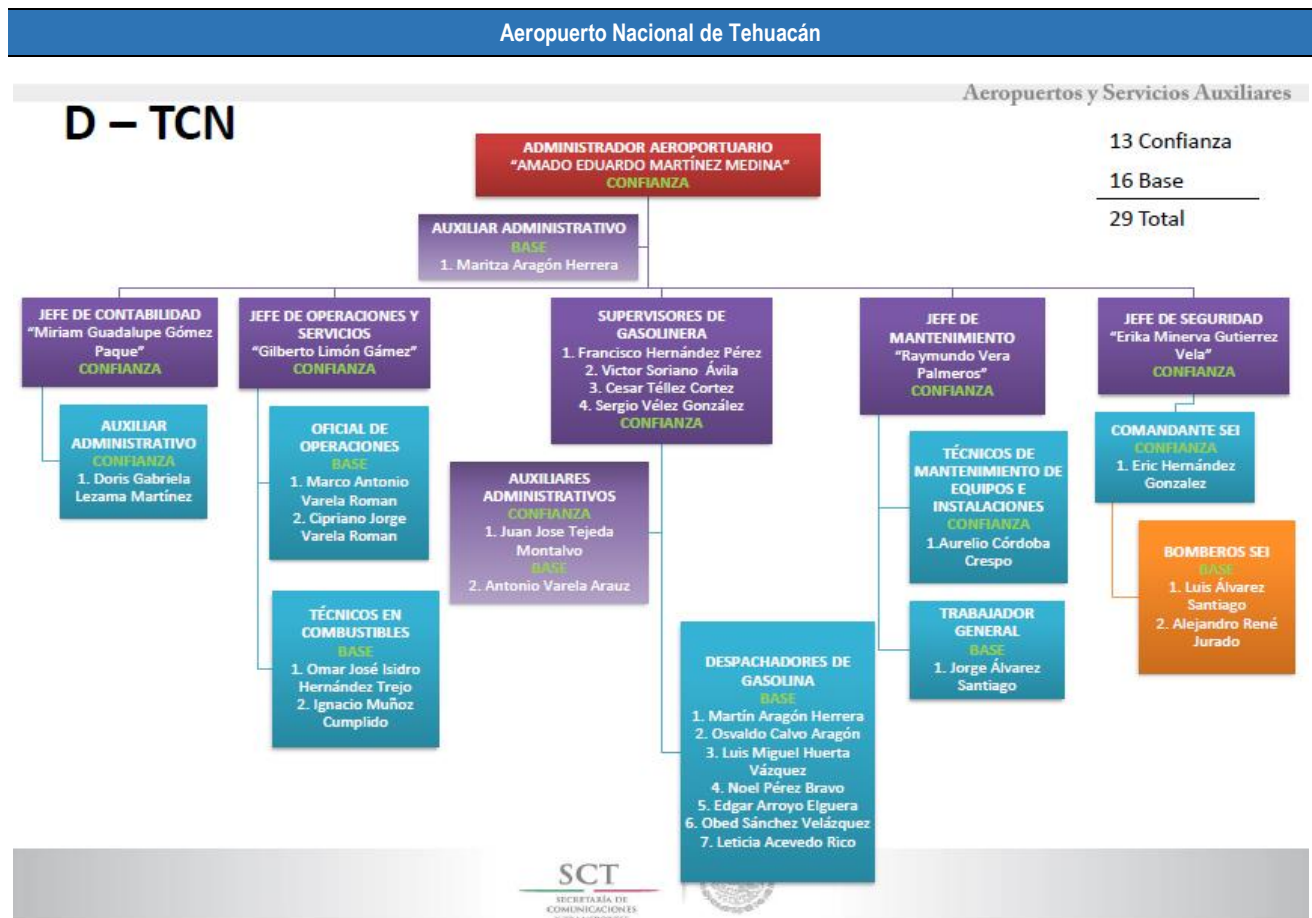 Aeropuerto Nacional de Tehuacán
Aeropuertos y Servicios Auxiliares
D – TCN
13 Confianza
16 Base
29 Total
ADMINISTRADOR AEROPORTUARIO
“AMADO EDUARDO MARTÍNEZ MEDINA”
CONFIANZA
AUXILIAR ADMINISTRATIVO
BASE
1. Maritza Aragón Herrera
JEFE DE CONTABILIDAD
“Miriam Guadalupe Gómez
Paque”
CONFIANZA
AUXILIAR
ADMINISTRATIVO
CONFIANZA
1. Doris Gabriela
Lezama Martínez
JEFE DE OPERACIONES Y
SERVICIOS
“Gilberto Limón Gámez”
CONFIANZA
OFICIAL DE
OPERACIONES
BASE
1. Marco Antonio
Varela Roman
2. Cipriano Jorge
Varela Roman
TÉCNICOS EN
COMBUSTIBLES
BASE
1. Omar José Isidro
Hernández Trejo
2. Ignacio Muñoz
Cumplido
SUPERVISORES DE
GASOLINERA
1. Francisco Hernández Pérez
2. Victor Soriano Ávila
3. Cesar Téllez Cortez
4. Sergio Vélez González
CONFIANZA
AUXILIARES
ADMINISTRATIVOS
CONFIANZA
1. Juan Jose Tejeda
Montalvo
BASE
2. Antonio Varela Arauz
DESPACHADORES DE
GASOLINA
BASE
1. Martín Aragón Herrera
2. Osvaldo Calvo Aragón
3. Luis Miguel Huerta
Vázquez
4. Noel Pérez Bravo
5. Edgar Arroyo Elguera
6. Obed Sánchez Velázquez
7. Leticia Acevedo Rico
JEFE DE
MANTENIMIENTO
“Raymundo Vera
Palmeros”
CONFIANZA
TÉCNICOS DE
MANTENIMIENTO DE
EQUIPOS E
INSTALACIONES
CONFIANZA
1.Aurelio Córdoba
Crespo
TRABAJADOR
GENERAL
BASE
1. Jorge Álvarez
Santiago
JEFE DE SEGURIDAD
“Erika Minerva Gutierrez
Vela”
CONFIANZA
COMANDANTE SEI
CONFIANZA
1. Eric Hernández
Gonzalez
BOMBEROS SEI
BASE
1. Luis Álvarez
Santiago
2. Alejandro René
Jurado
SCT
SECRETARÍA DE
COMUNICACIONES